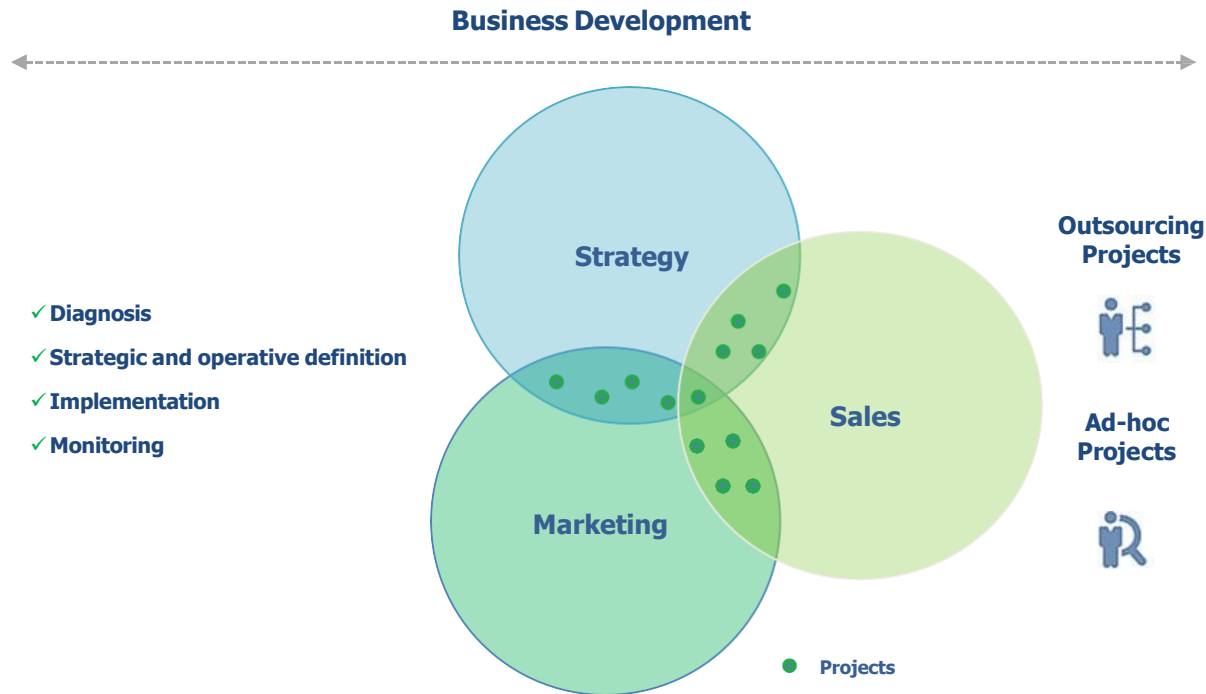 Business Development
Strategy
Outsourcing
Projects
✓ Diagnosis
✓ Strategic and operative definition
✓ Implementation
✓ Monitoring
Sales
Ad-hoc
Projects
Marketing
Projects